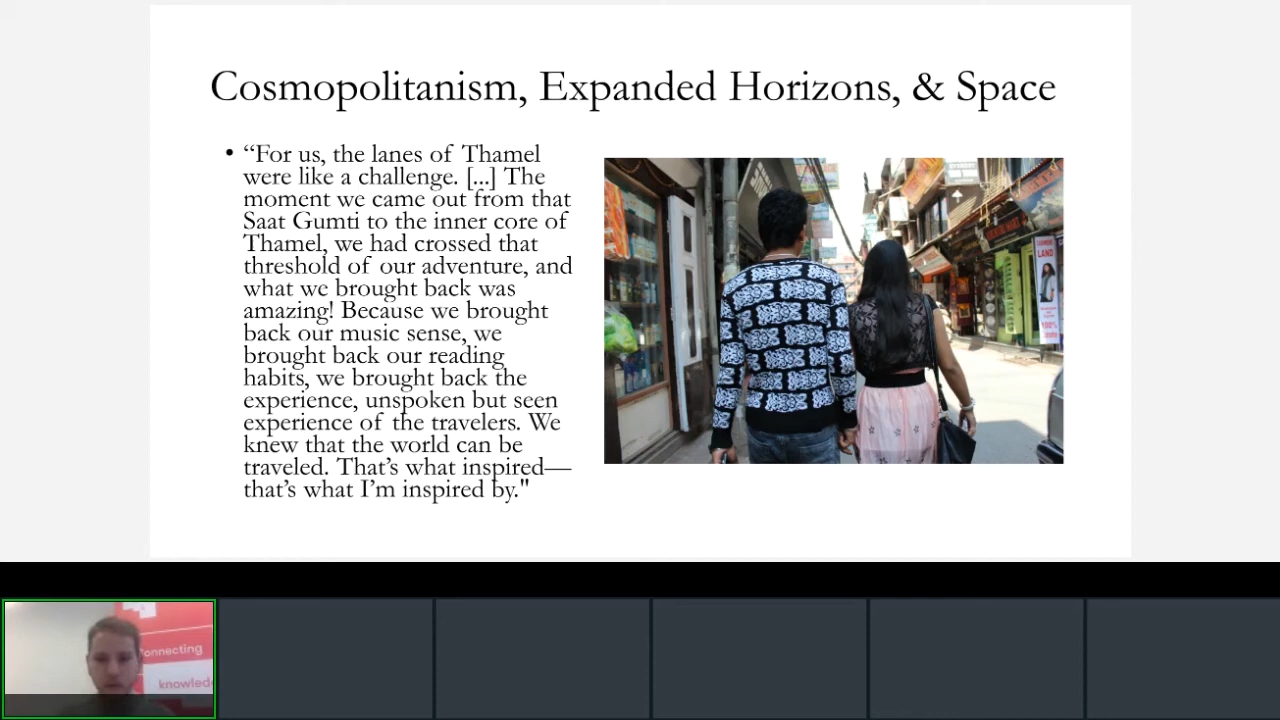 Cosmopolitanism, Expanded Horizons, & Space
• “For us, the lanes of Thamel
were like a challenge. [...] The
moment we came out from that
Saat Gumti to the inner core of
Thamel, we had crossed that
threshold of our adventure, and
what we brought back was
amazing! Because we brought
back our music sense, we
brought back our reading
habits, we brought back the
experience, unspoken but seen
experience of the travelers. We
knew that the world can be
traveled. That’s what inspired—
that’s what I’m inspired by."
LAND
100%
Connecting